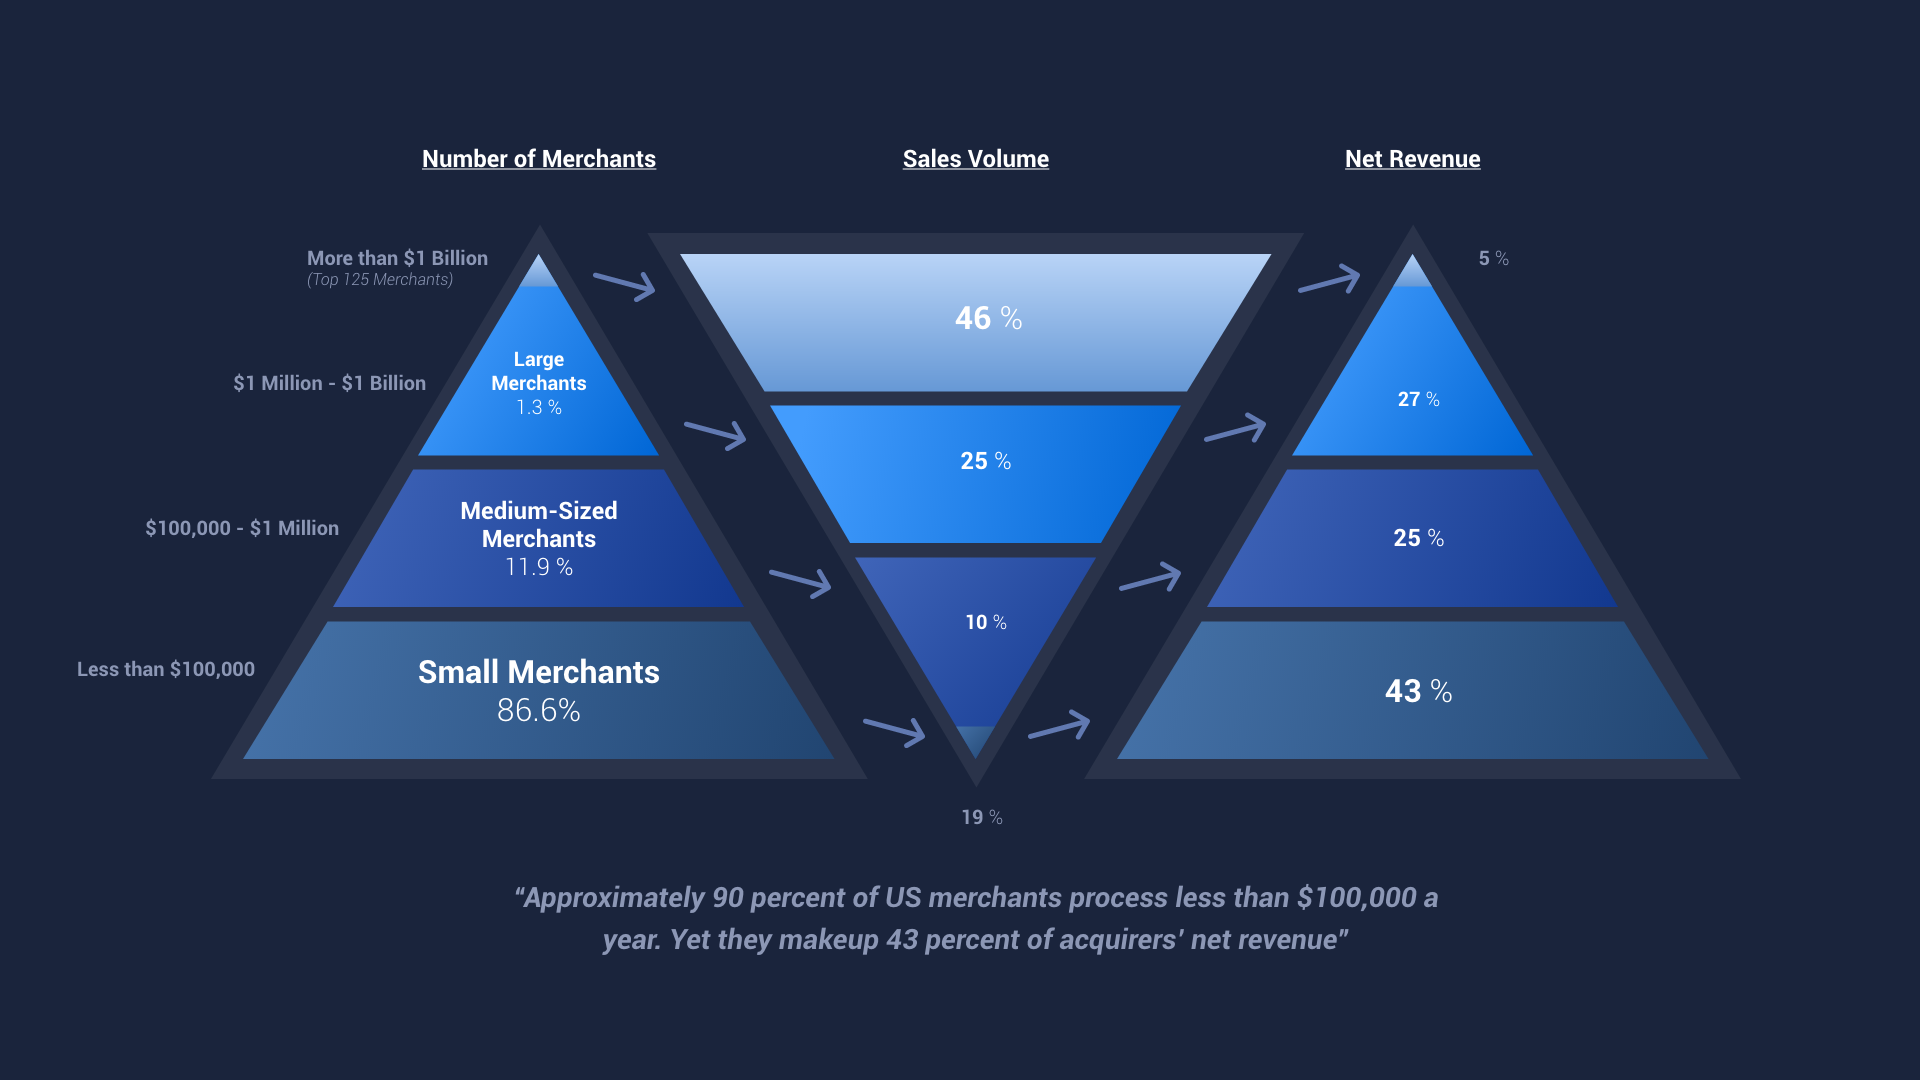 Number of Merchants
Sales Volume
Net Revenue
More than $1 Billion
(Top 125 Merchants)
5 %
46 %
Large
Merchants
1.3 %
$1 Million - $1 Billion
27 %
25 %
Medium-Sized
Merchants
11.9 %
$100,000 - $1 Million
25 %
10 %
Small Merchants
86.6%
Less than $100,000
43 %
19 %
“Approximately 90 percent of US merchants process less than $100,000 a
year. Yet they makeup 43 percent of acquirers’ net revenue”